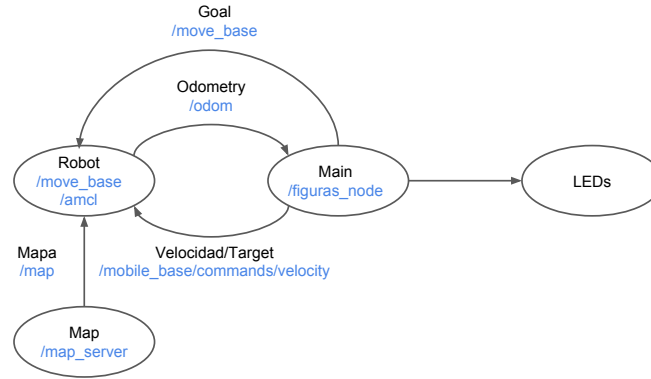 Goal
/move_base
Odometry
/odom
Robot
/move_base
/amcl
Main
/figuras_node
LEDs
Mapa
/map
Velocidad/Target
/mobile_base/commands/velocity
Map
/map_server